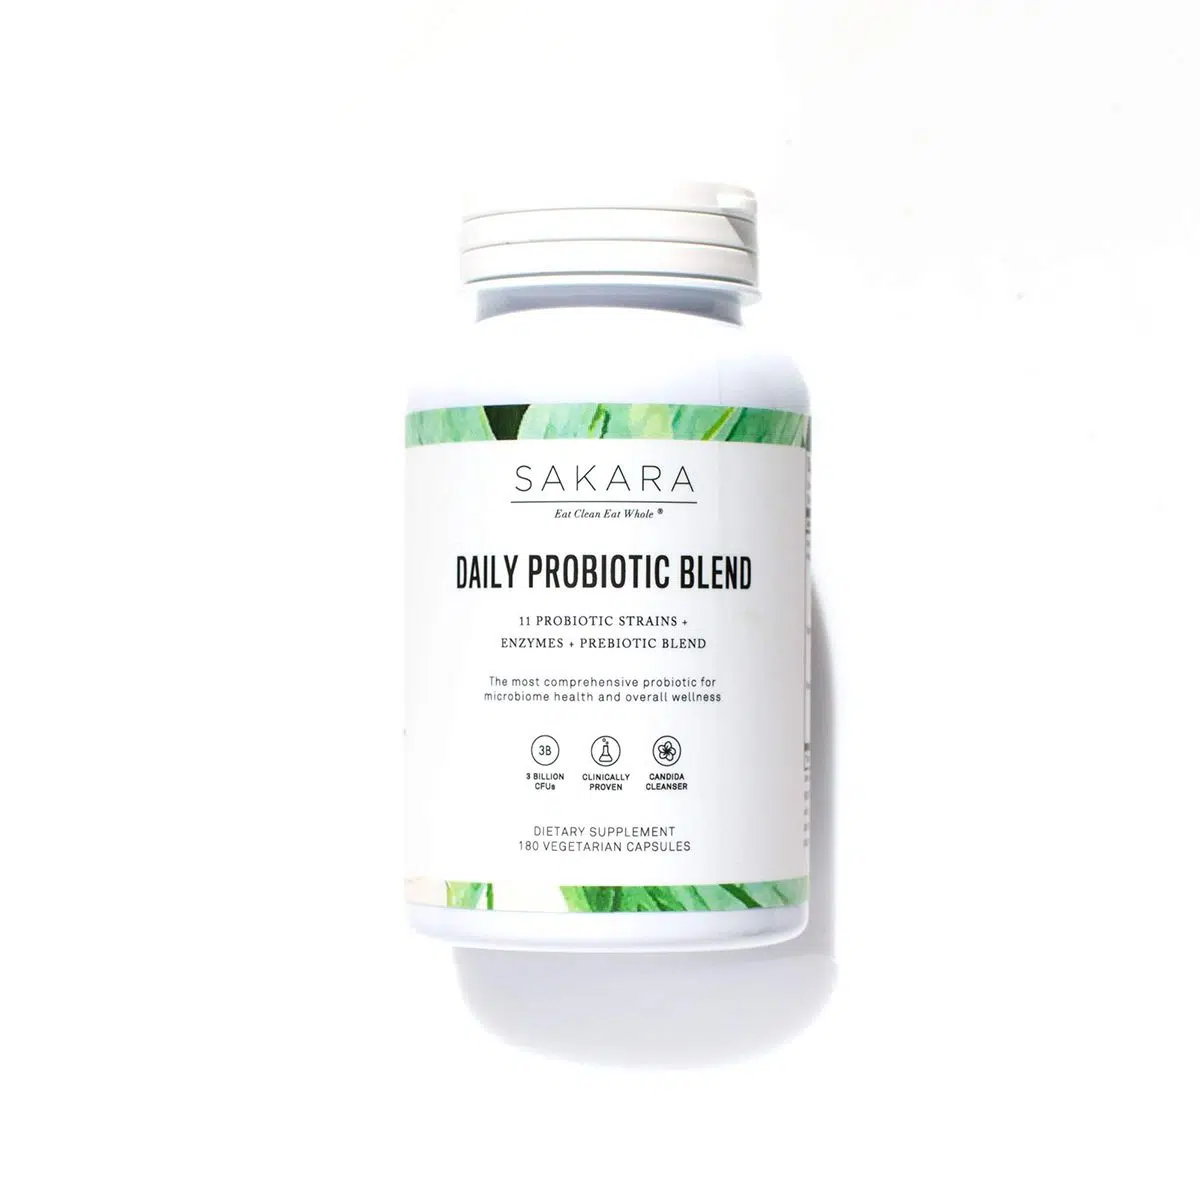 SAKARA
Eat Clean Eat Whole ®
DAILY PROBIOTIC BLEND
11 PROBIOTIC STRAINS +
ENZYMES + PREBIOTIC BLEND
The most comprehensive probiotic for
microbiome health and overall wellness
3B
3 BILLION
CFUs
CLINICALLY
PROVEN
CANDIDA
CLEANSER
DIETARY SUPPLEMENT
180 VEGETARIAN CAPSULES